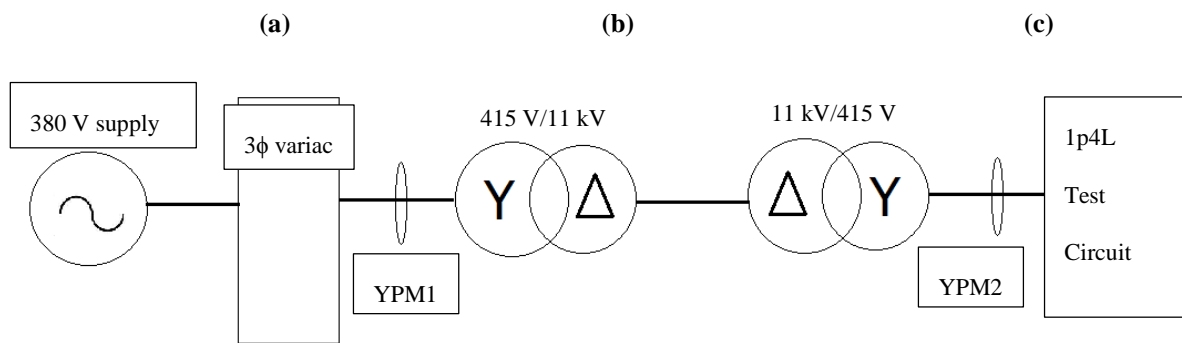 (a) (b) (c)
380 V supply
3ϕ variac
415 V/11 kV
11 kV/415 V
1p4L
Test
Circuit
Y Δ
Δ Y
YPM1
YPM2